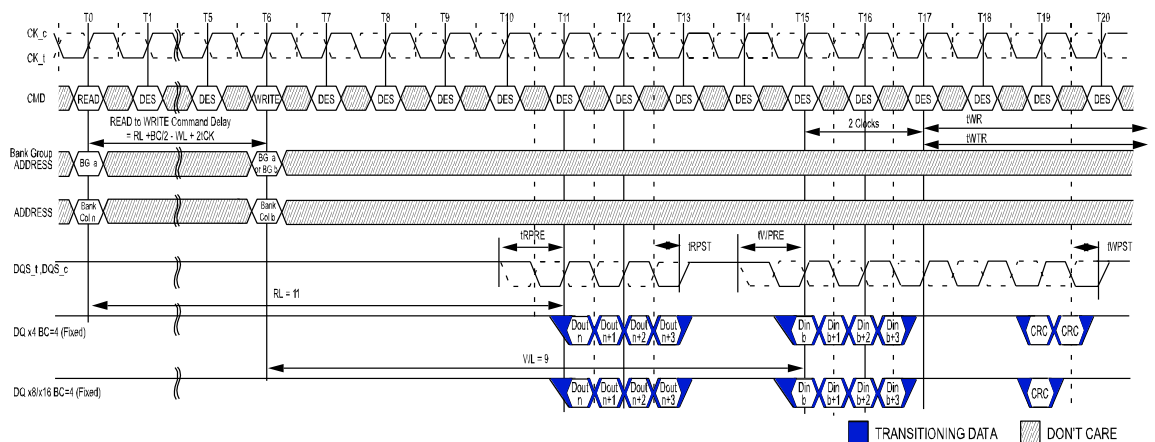 T0 T1 T5 T6 T7 T8 T9 T10 T11 T12 T13 T14 T15 T16 T17 T18 T19 T20
CK_c
CK_t
CMD READ DES DES WRITE DES DES DES DES DES DES DES DES DES DES DES DES DES DES
READ to WRITE Command Delay
= RL +BC/2 - WL + 2tCK
2 Clocks
tWR
tWTR
Bank Group
ADDRESS
BG a
BG a
or BG b
ADDRESS
Bank
Col n
Bank
Col b
tRPRE
tRPST
tWPRE
tWPST
DQS_t ,DQS_c
RL = 11
DQ x4 BC=4 (Fixed)
Dout
n
Dout
n+1
Dout
n+2
Dout
n+3
Din
b
Din
b+1
Din
b+2
Din
b+3
CRC CRC
WL = 9
DQ x8/x16 BC=4 (Fixed)
Dout
n
Dout
n+1
Dout
n+2
Dout
n+3
Din
b
Din
b+1
Din
b+2
Din
b+3
CRC
TRANSITIONING DATA
DON'T CARE